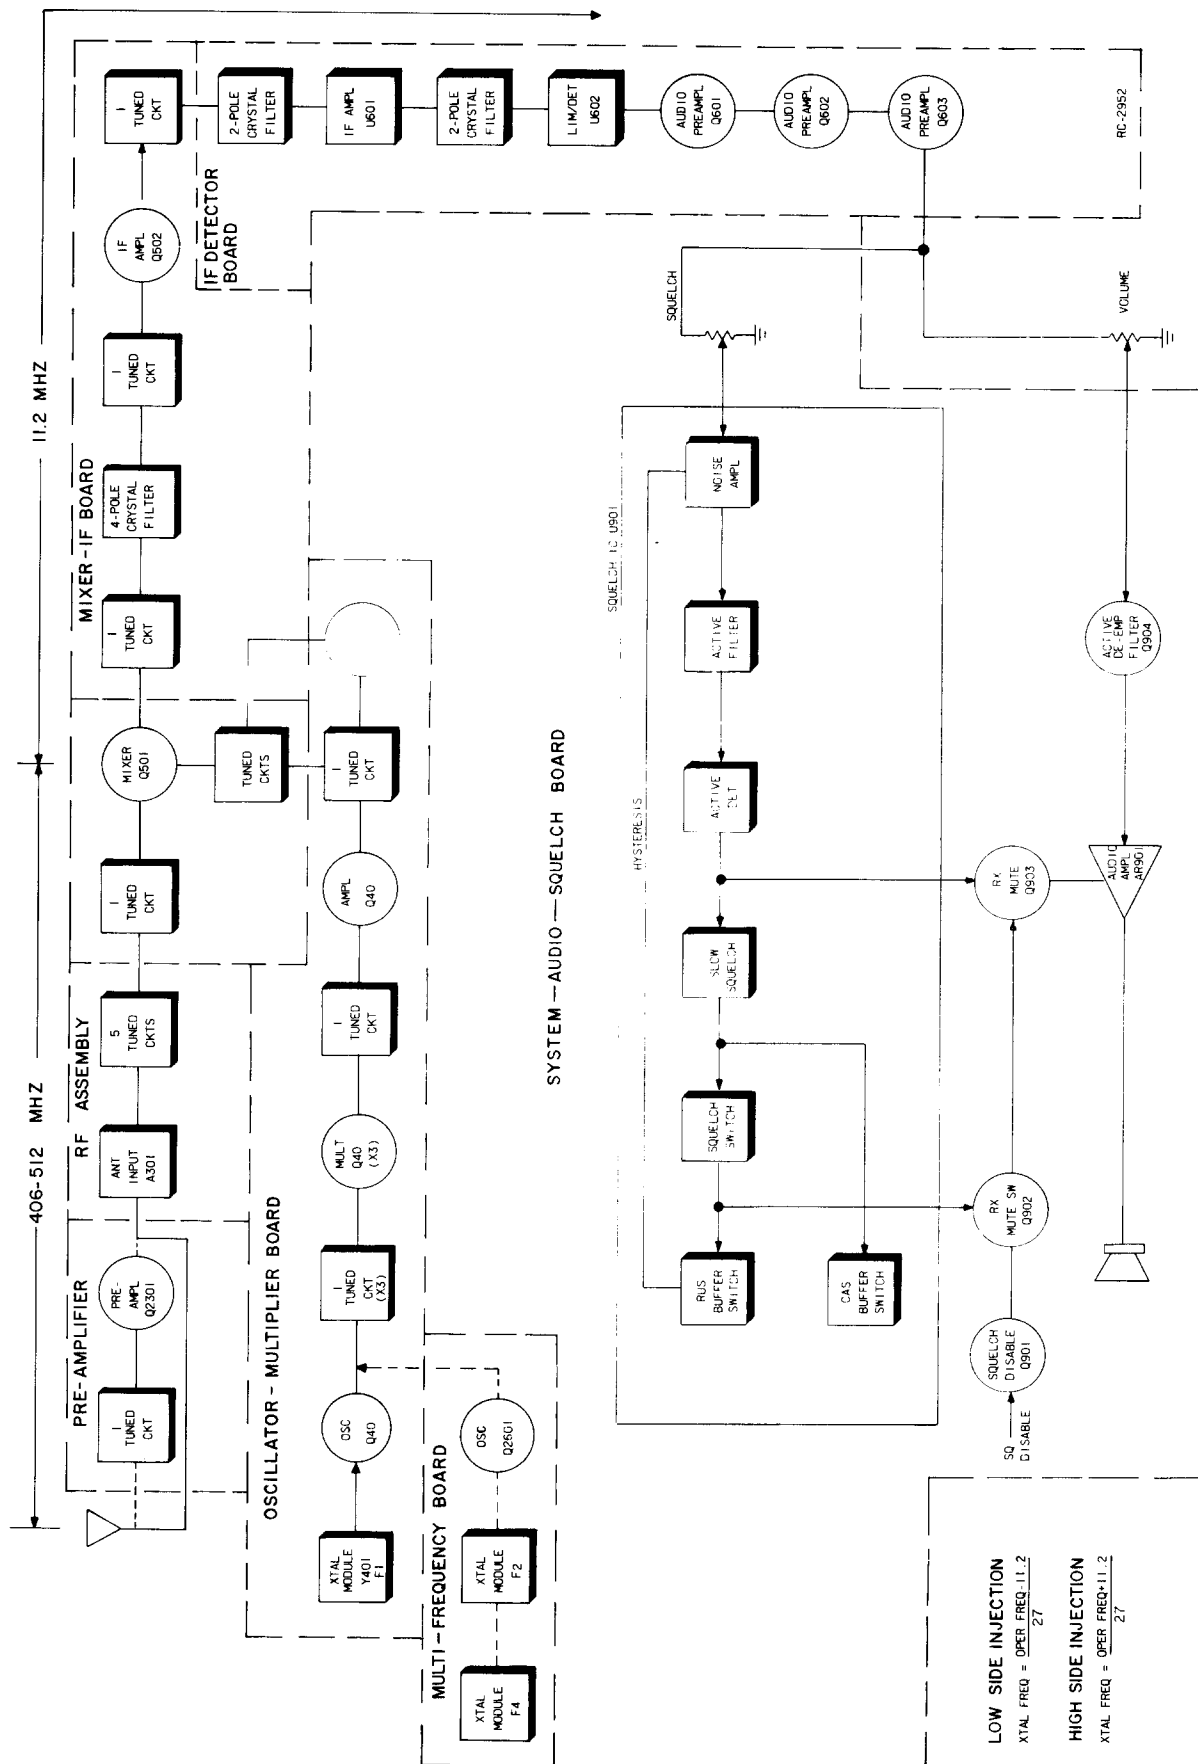 406-512 MHZ
11.2 MHZ
PRE-AMPLIFIER
1
TUNED
CKT
PRE-
AMPL
Q2301
RF ASSEMBLY
ANT
INPUT
A301
5
TUNED
CKTS
1
TUNED
CKT
MIXER
Q501
TUNED
CKTS
MIXER-IF BOARD
1
TUNED
CKT
4-POLE
CRYSTAL
FILTER
1
TUNED
CKT
IF
AMPL
Q502
1
TUNED
CKT
IF DETECTOR
BOARD
2-POLE
CRYSTAL
FILTER
IF AMPL
U601
2-POLE
CRYSTAL
FILTER
LIM/DET
U602
AUDIO
PREAMPL
Q601
AUDIO
PREAMPL
Q602
AUDIO
PREAMPL
Q603
RC-2952
OSCILLATOR-MULTIPLIER BOARD
XTAL
MODULE
Y401
F1
OSC
Q40
1
TUNED
CKT
(X3)
MULT
Q40
(X3)
1
TUNED
CKT
AMPL
Q40
1
TUNED
CKT
MULTI-FREQUENCY BOARD
XTAL
MODULE
F4
XTAL
MODULE
F2
OSC
Q2601
SYSTEM-AUDIO-SQUELCH BOARD
SQUELCH
VOLUME
SQUELCH IC U901
HYSTERESIS
NOISE
AMPL
ACTIVE
FILTER
ACTIVE
DET
SLOW
SQUELCH
SQUELCH
SWITCH
RUS
BUFFER
SWITCH
CAS
BUFFER
SWITCH
SQ
DISABLE
SQUELCH
DISABLE
Q901
RX
MUTE SW
Q902
RX
MUTE
Q903
AUDIO
AMPL
AR901
ACTIVE
DE-EMP
FILTER
Q904
LOW SIDE INJECTION
XTAL FREQ = OPER FREQ-11.2
27
HIGH SIDE INJECTION
XTAL FREQ = OPER FREQ+11.2
27